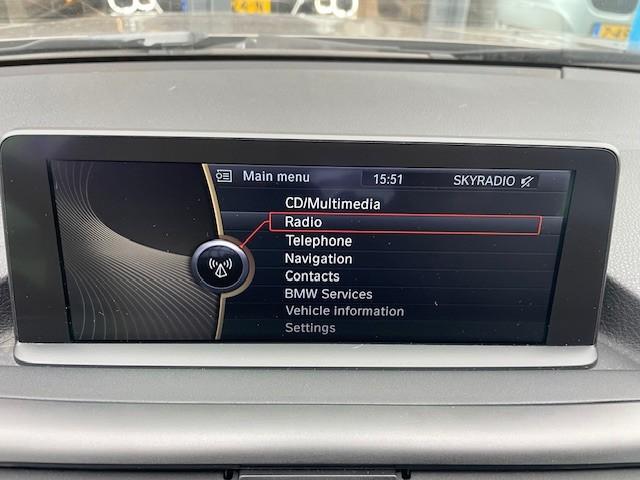 Main menu 15:51 SKYRADIO
CD/Multimedia
Radio
Telephone
Navigation
Contacts
BMW Services
Vehicle information
Settings